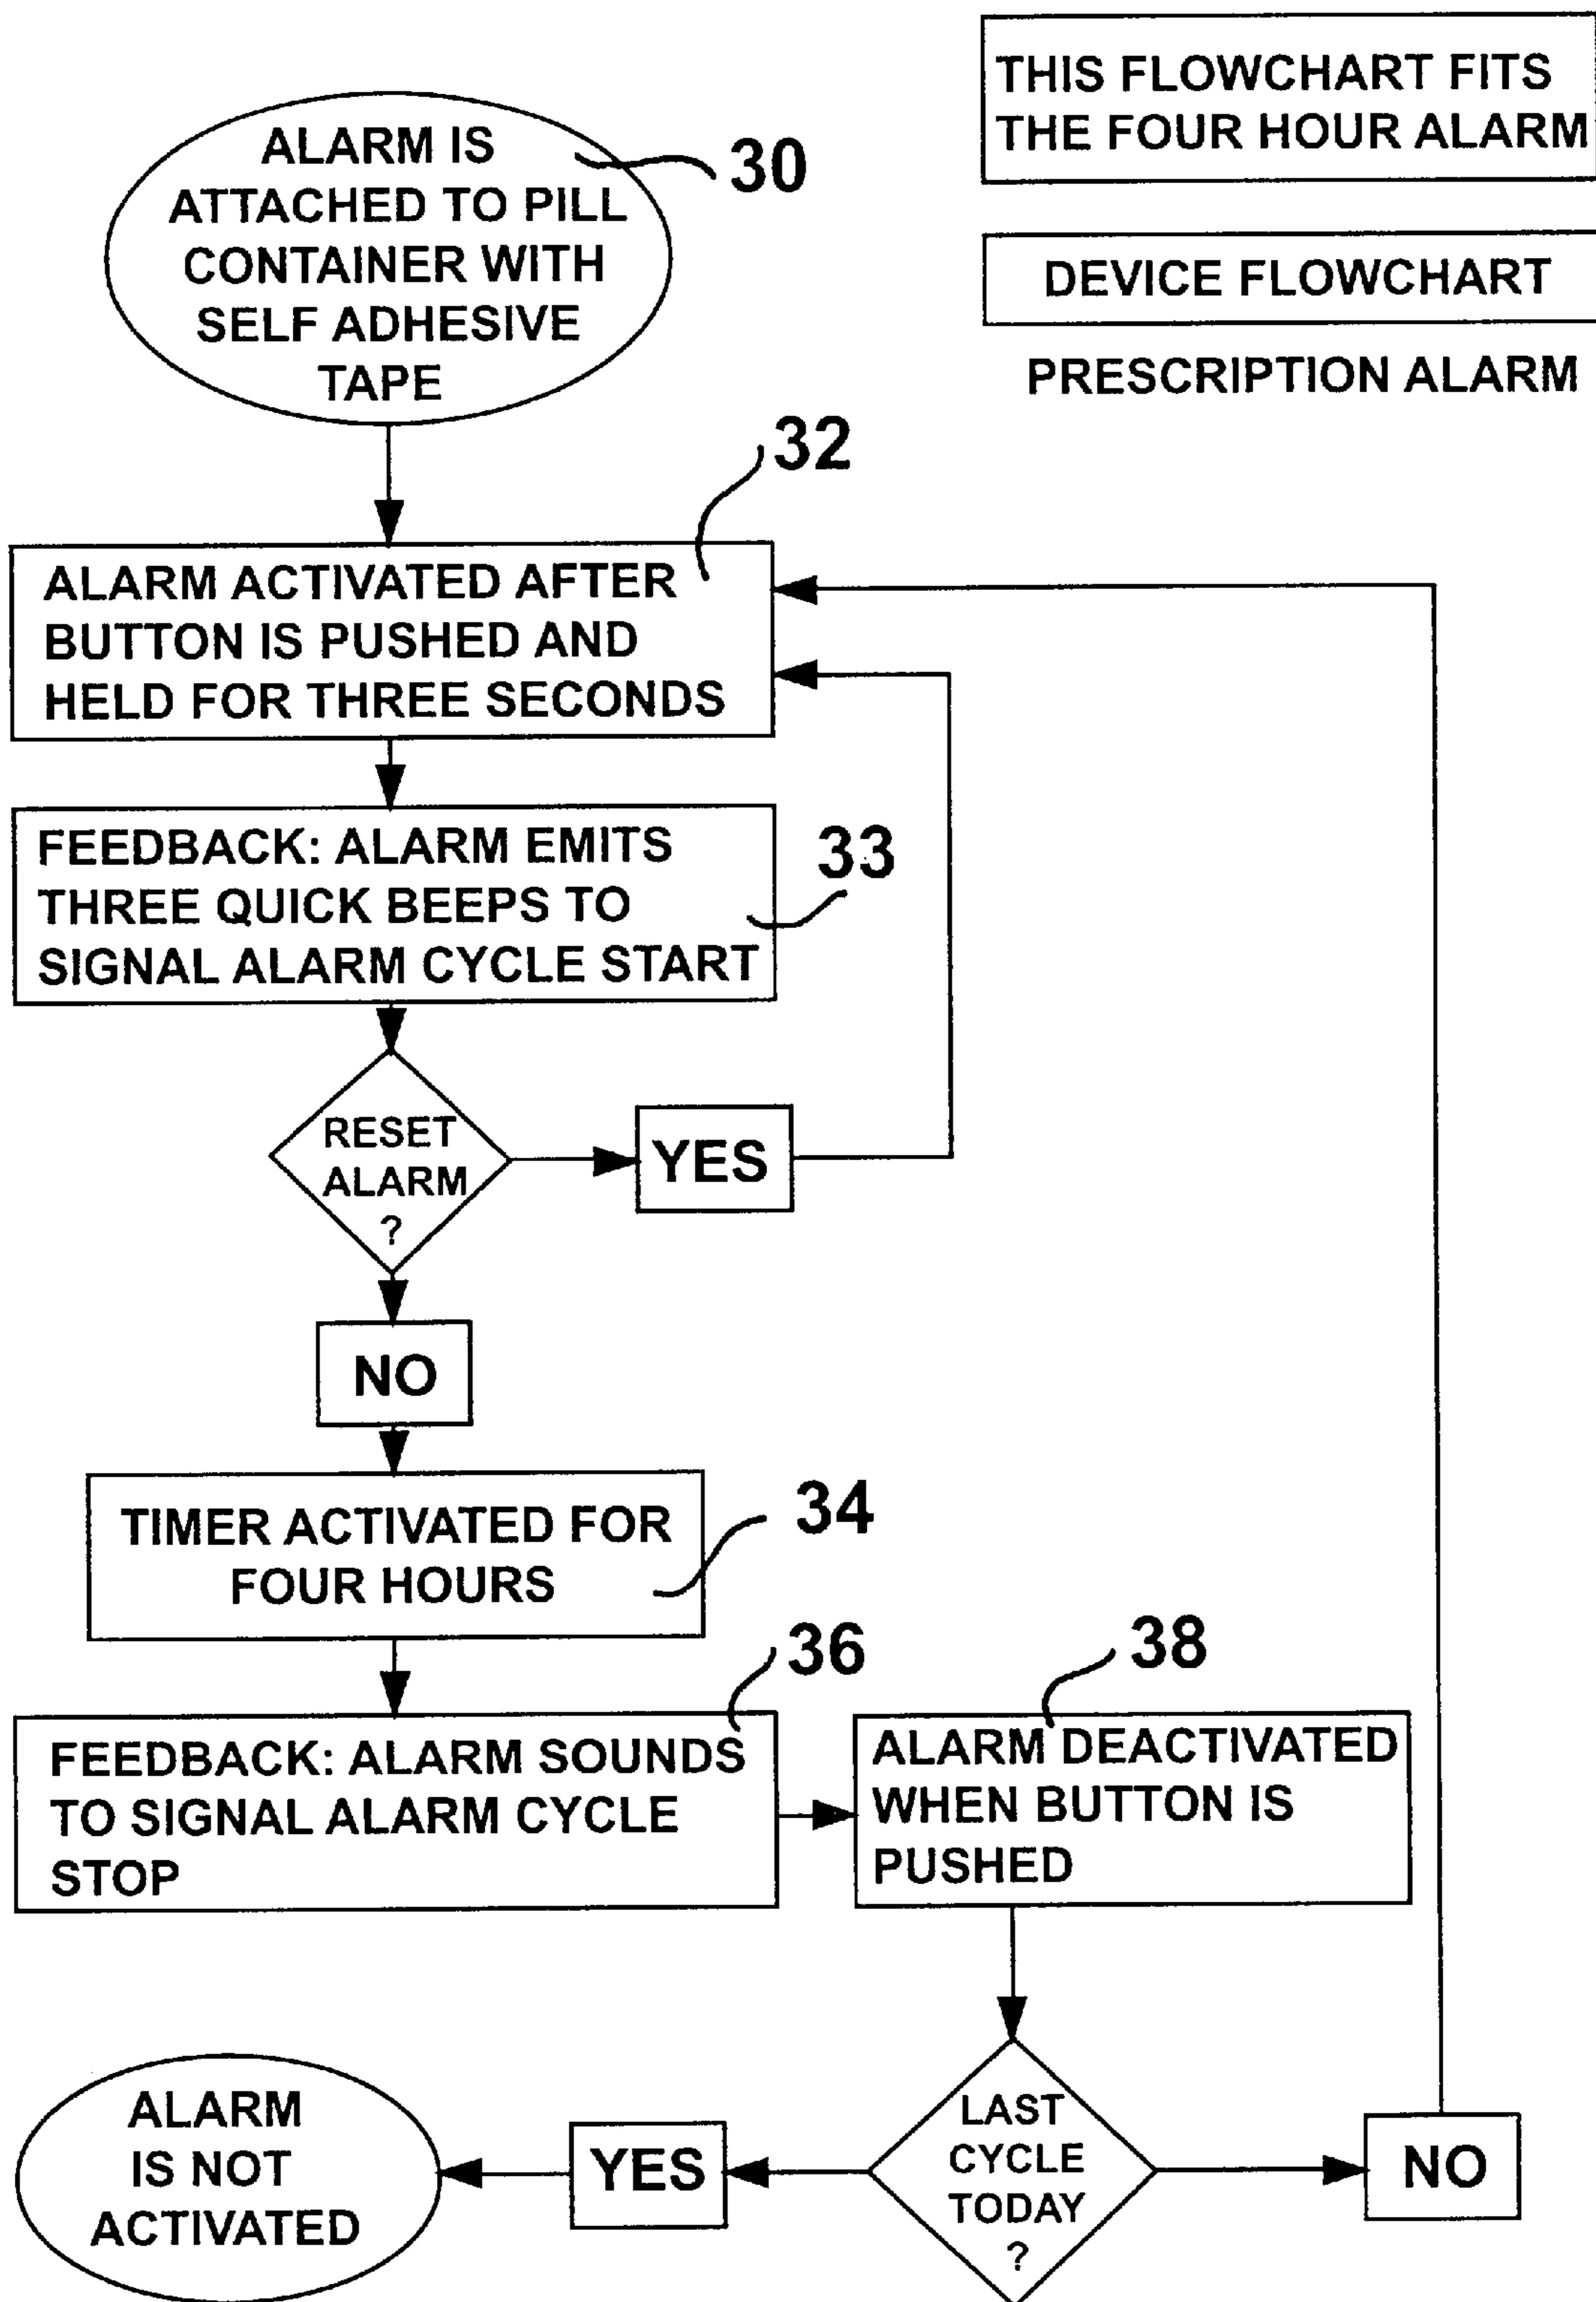 THIS FLOWCHART FITS
THE FOUR HOUR ALARM
DEVICE FLOWCHART
PRESCRIPTION ALARM
ALARM IS
ATTACHED TO PILL
CONTAINER WITH
SELF ADHESIVE
TAPE
30
32
ALARM ACTIVATED AFTER
BUTTON IS PUSHED AND
HELD FOR THREE SECONDS
33
FEEDBACK: ALARM EMITS
THREE QUICK BEEPS TO
SIGNAL ALARM CYCLE START
RESET
ALARM
?
YES
NO
34
TIMER ACTIVATED FOR
FOUR HOURS
36
FEEDBACK: ALARM SOUNDS
TO SIGNAL ALARM CYCLE
STOP
38
ALARM DEACTIVATED
WHEN BUTTON IS
PUSHED
LAST
CYCLE
TODAY
?
NO
YES
ALARM
IS NOT
ACTIVATED